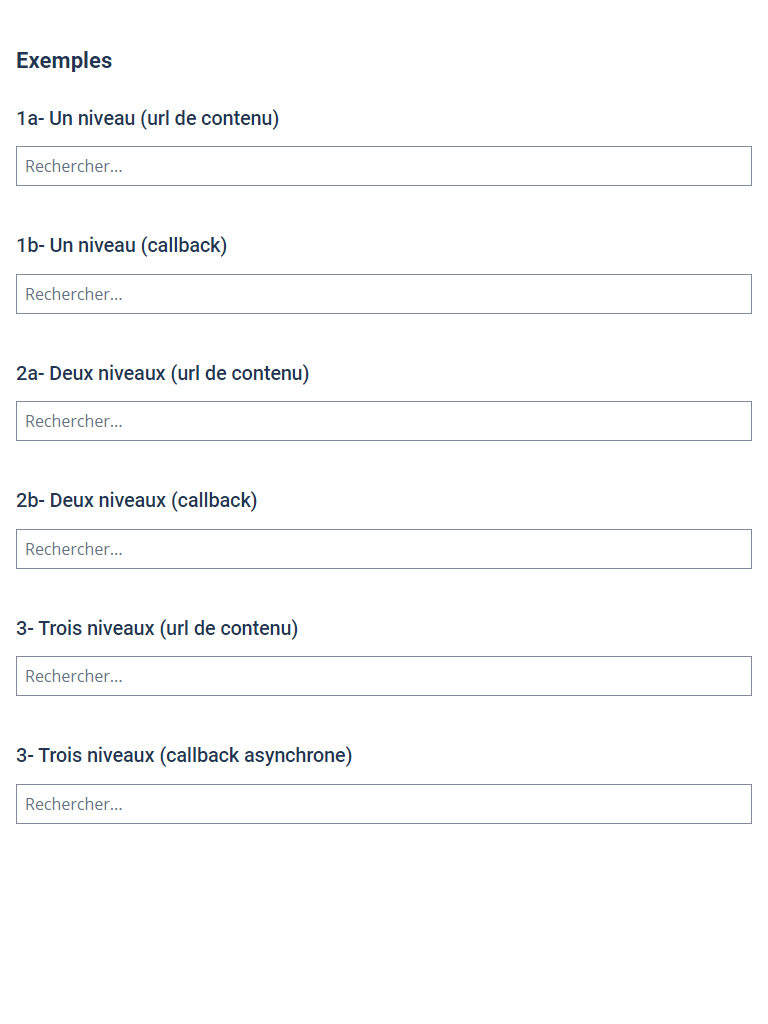 Exemples
1a- Un niveau (url de contenu)
Rechercher...
1b- Un niveau (callback)
Rechercher...
2a- Deux niveaux (url de contenu)
Rechercher...
2b- Deux niveaux (callback)
Rechercher...
3- Trois niveaux (url de contenu)
Rechercher...
3- Trois niveaux (callback asynchrone)
Rechercher...